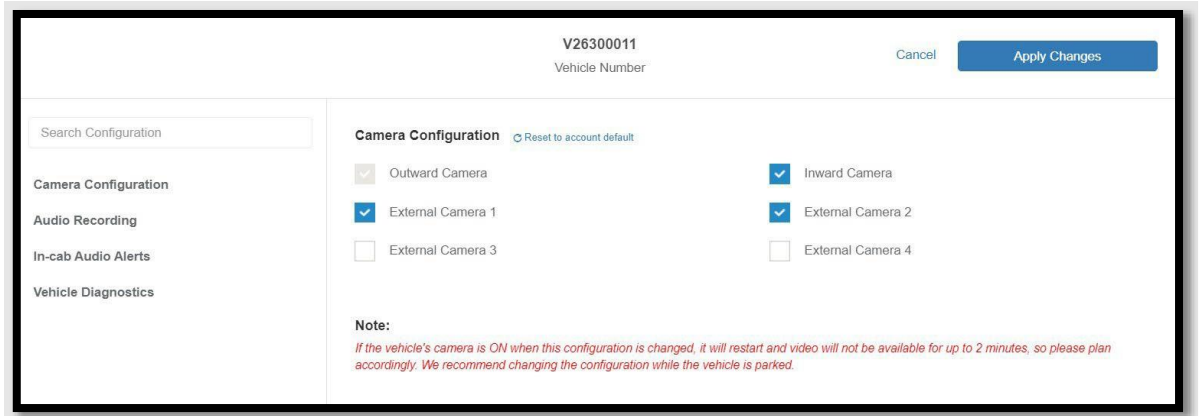 V26300011
Vehicle Number
Cancel
Apply Changes
Search Configuration
Camera Configuration
Audio Recording
In-cab Audio Alerts
Vehicle Diagnostics
Camera Configuration Reset to account default
Outward Camera Inward Camera
External Camera 1 External Camera 2
External Camera 3 External Camera 4
Note:
If the vehicle's camera is ON when this configuration is changed, it will restart and video will not be available for up to 2 minutes, so please plan
accordingly. We recommend changing the configuration while the vehicle is parked.